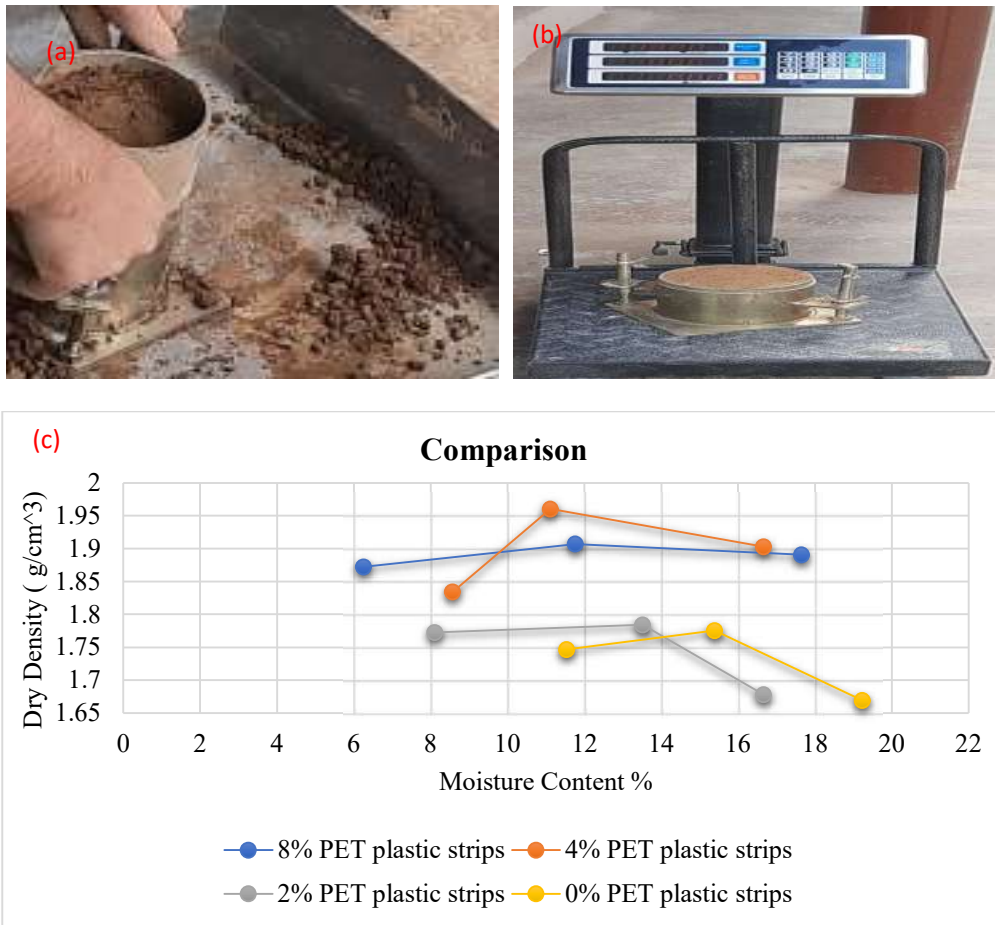 (a)
(b)
(c)
Comparison
Dry Density ( g/cm^3)
2
1.95
1.9
1.85
1.8
1.75
1.7
1.65
0 2 4 6 8 10 12 14 16 18 20 22
Moisture Content %
8% PET plastic strips 4% PET plastic strips
2% PET plastic strips 0% PET plastic strips